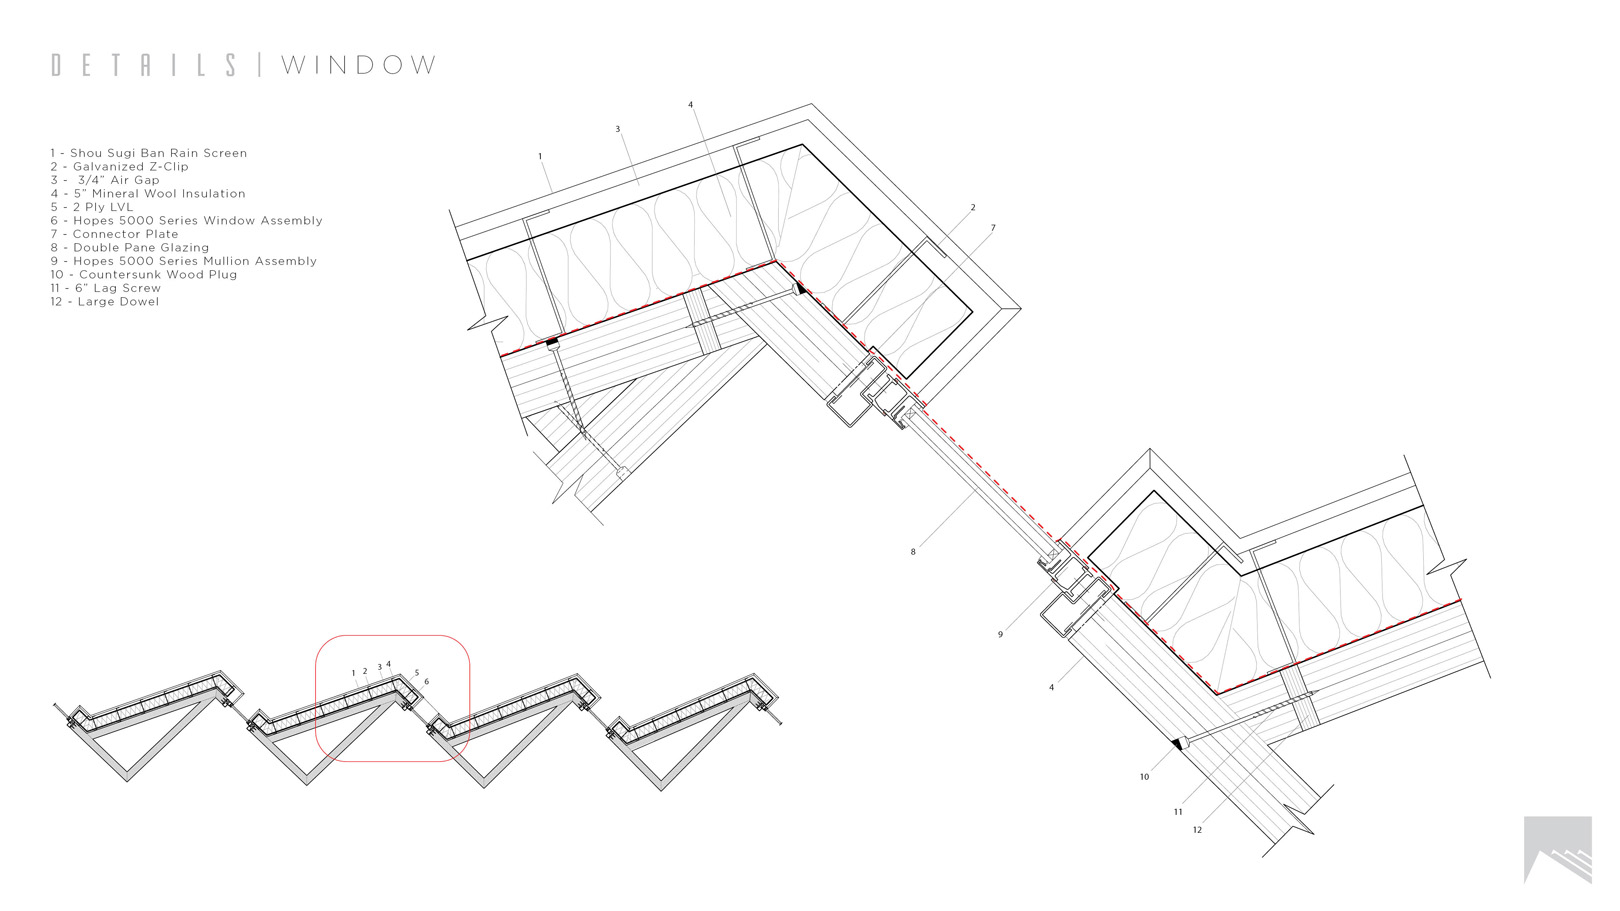 DETAILS | WINDOW
1 - Shou Sugi Ban Rain Screen
2 - Galvanized Z-Clip
3 - 3/4” Air Gap
4 - 5” Mineral Wool Insulation
5 - 2 Ply LVL
6 - Hopes 5000 Series Window Assembly
7 - Connector Plate
8 - Double Pane Glazing
9 - Hopes 5000 Series Mullion Assembly
10 - Countersunk Wood Plug
11 - 6” Lag Screw
12 - Large Dowel
4
3
1
2
7
8
9
4
10
11
12
1 2 3 4 5 6